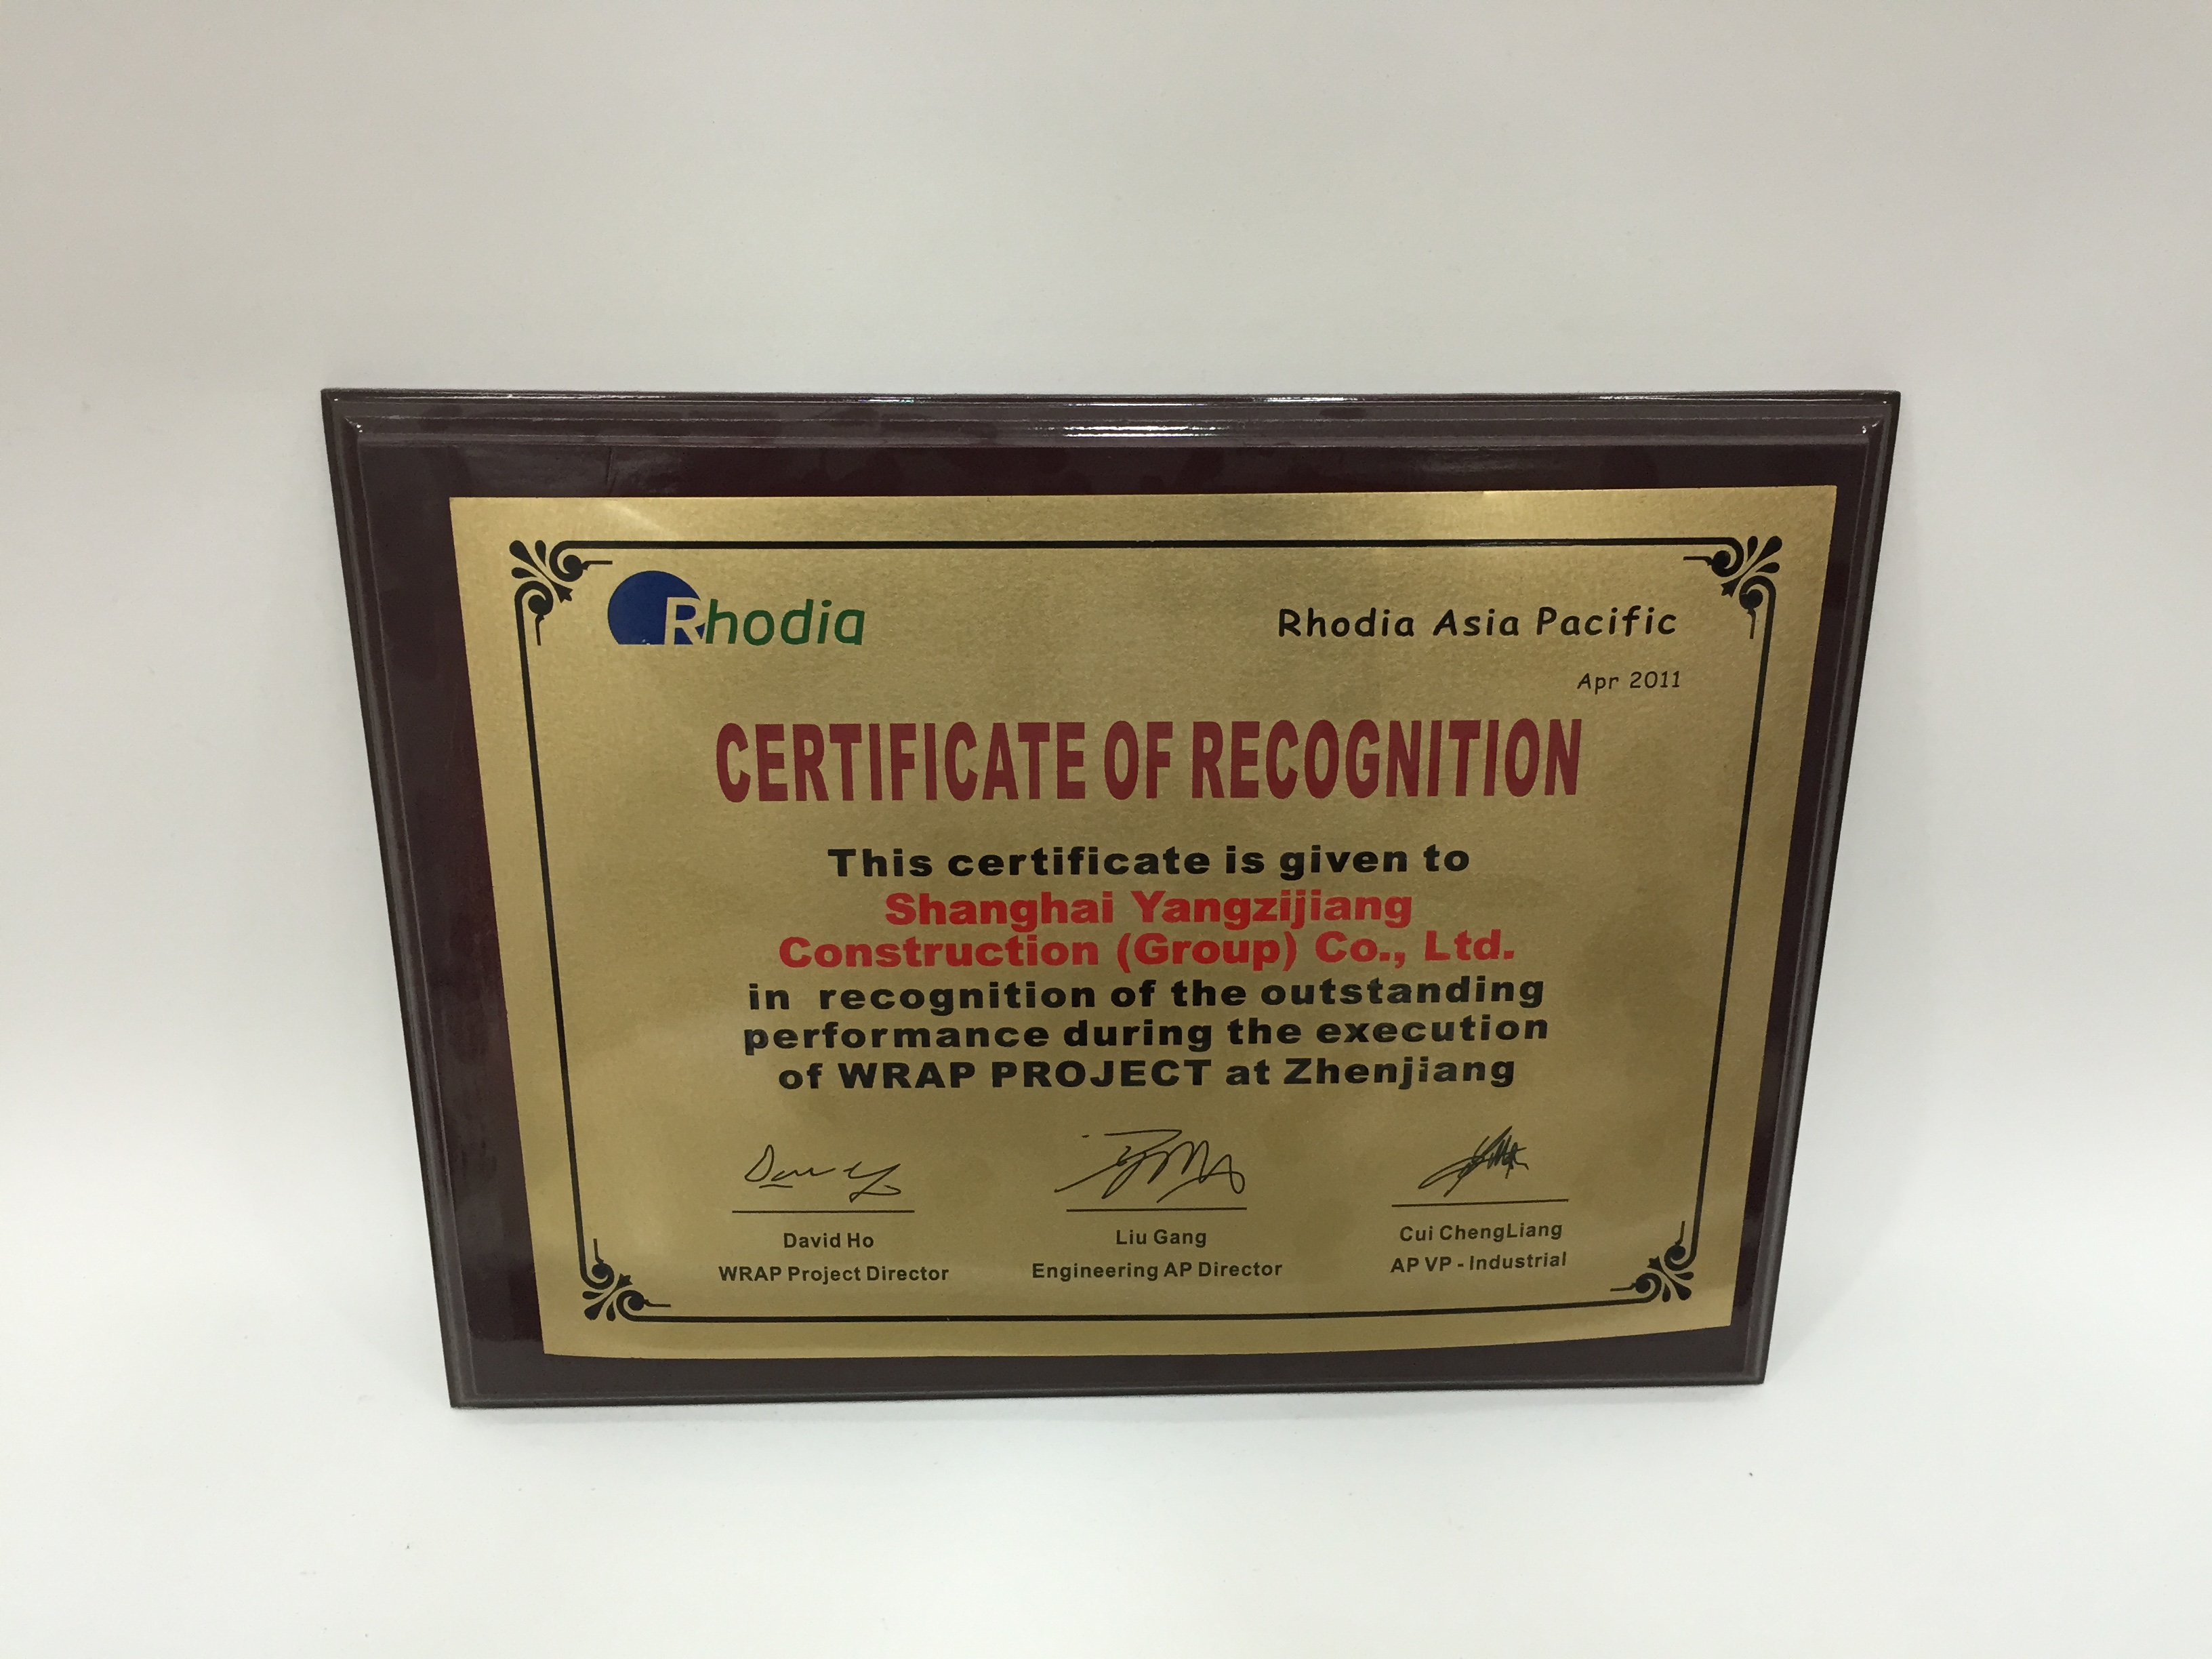 Rhodia
Rhodia Asia Pacific
Apr 2011
CERTIFICATE OF RECOGNITION
This certificate is given to
Shanghai Yangzijiang
Construction (Group) Co., Ltd.
in recognition of the outstanding
performance during the execution
of WRAP PROJECT at Zhenjiang
David Ho
WRAP Project Director
Liu Gang
Engineering AP Director
Cui ChengLiang
AP VP - Industrial